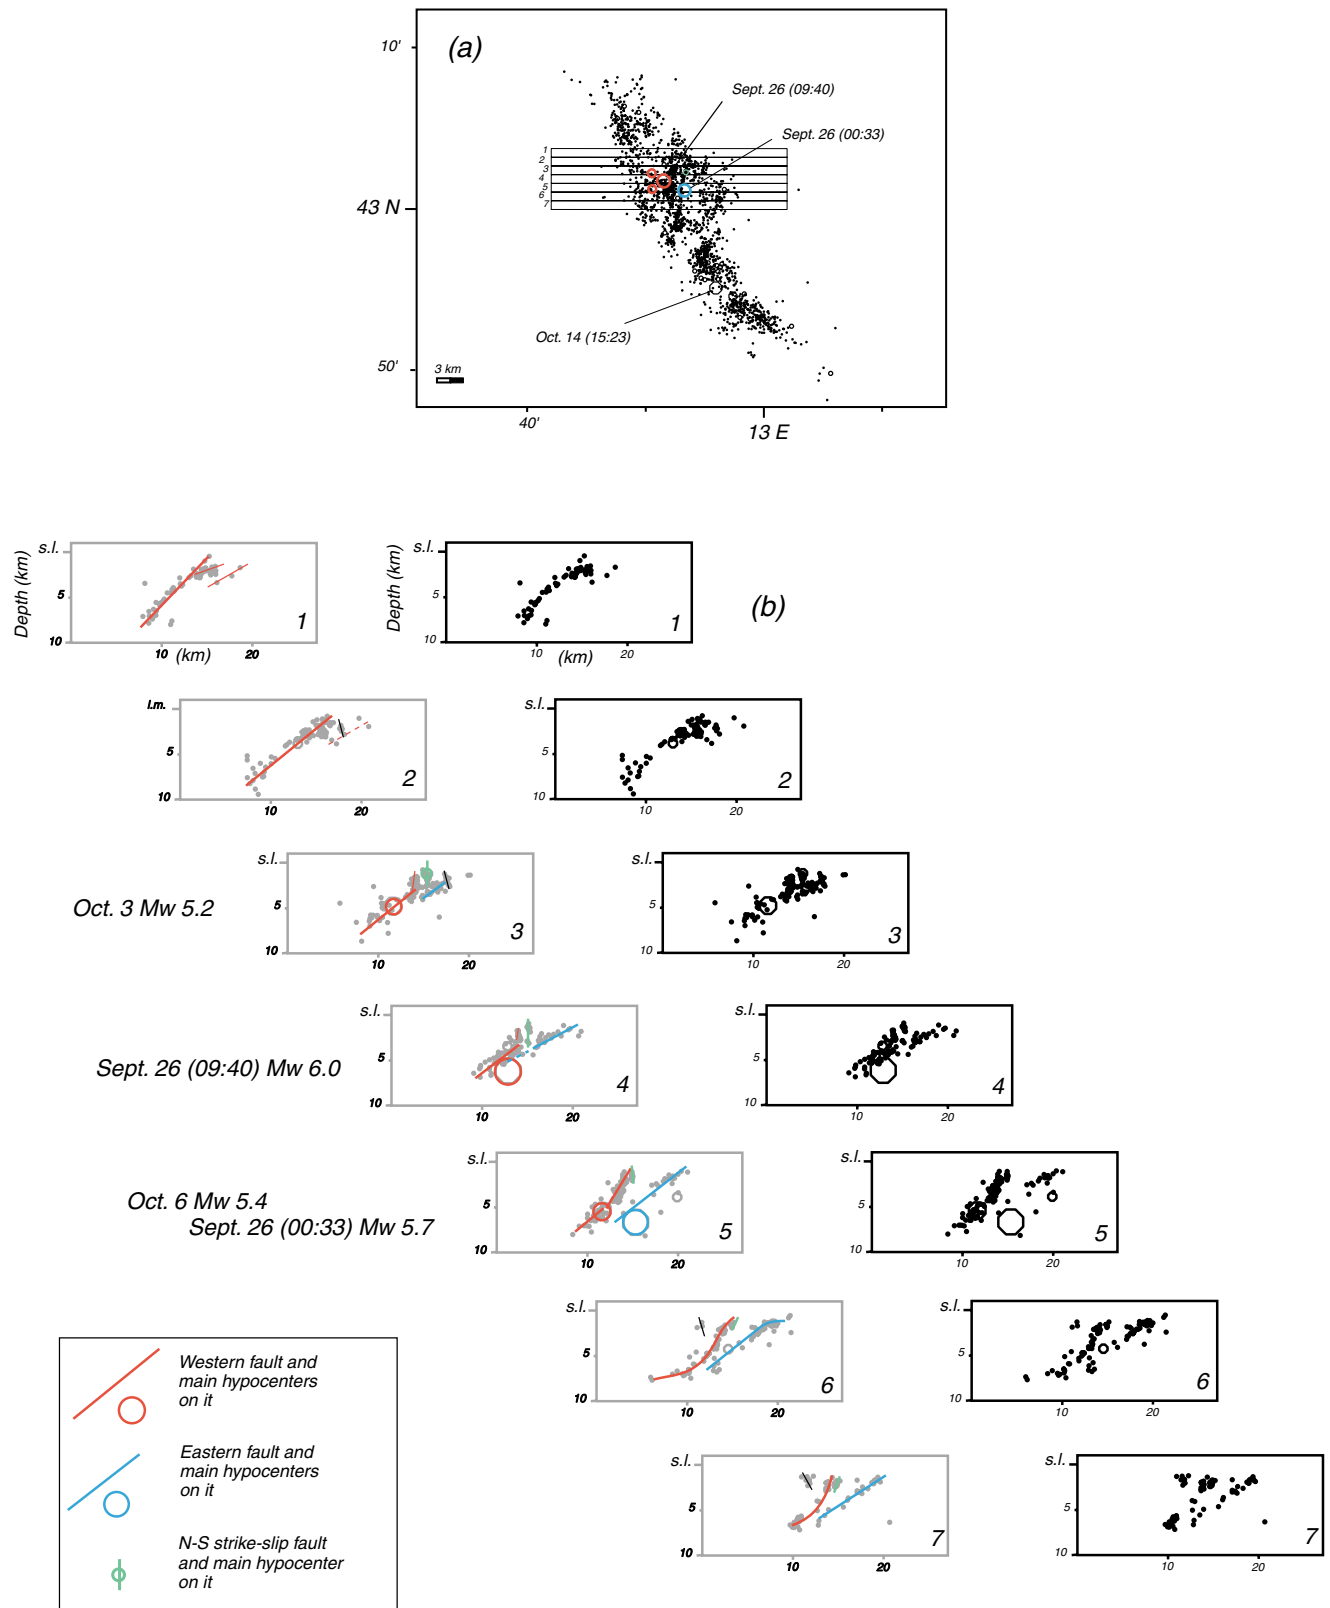 (a)
10'
Sept. 26 (09:40)
Sept. 26 (00:33)
1
2
3
4
5
6
7
43 N
Oct. 14 (15:23)
50'
3 km
40'
13 E
Depth (km)
s.l.
5
10
10
(km)
20
1
Depth (km)
s.l.
5
10
10
(km)
20
1
(b)
l.m.
5
10
10
20
2
5
10
10
20
2
Oct. 3 Mw 5.2
s.l.
5
10
10
20
3
s.l.
5
10
10
20
3
Sept. 26 (09:40) Mw 6.0
s.l.
5
10
10
20
4
s.l.
5
10
10
20
4
Oct. 6 Mw 5.4
Sept. 26 (00:33) Mw 5.7
s.l.
5
10
10
20
5
s.l.
5
10
10
20
5
s.l.
5
10
10
20
6
s.l.
5
10
10
20
6
s.l.
5
10
10
20
7
s.l.
5
10
10
20
7
Western fault and
main hypocenters
on it
Eastern fault and
main hypocenters
on it
N-S strike-slip fault
and main hypocenter
on it